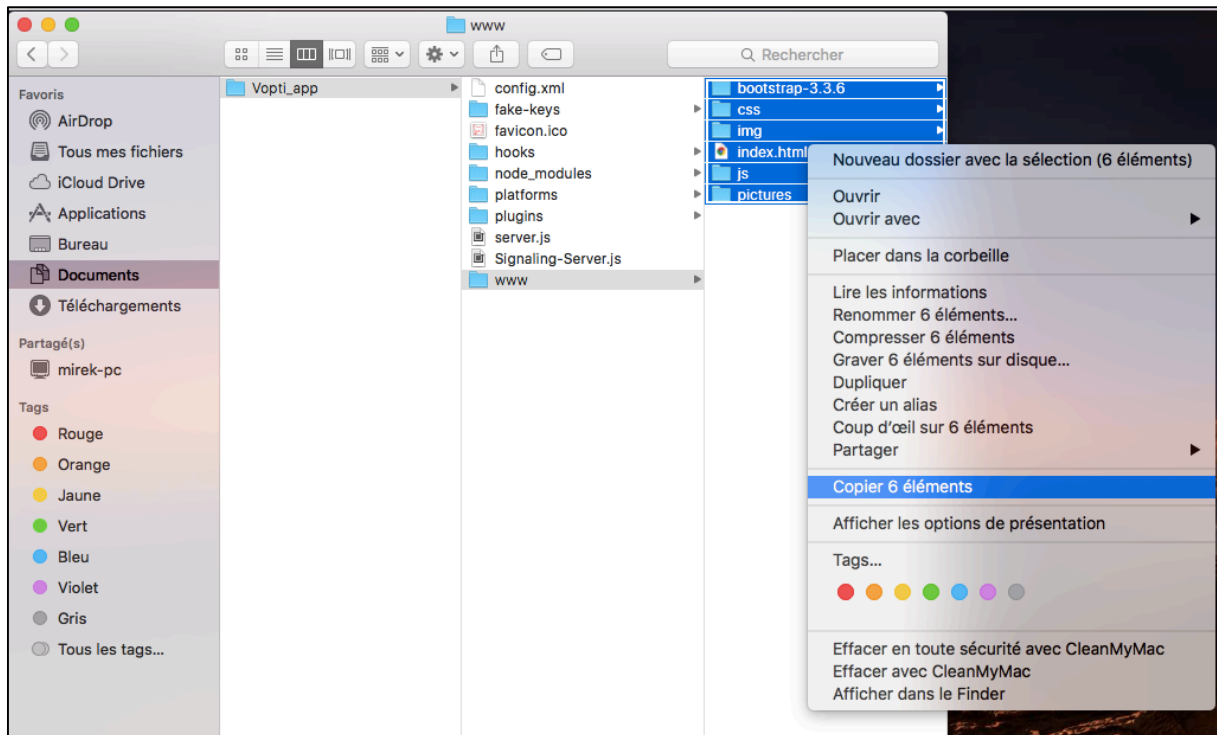 www
Rechercher
Favoris
AirDrop
Tous mes fichiers
iCloud Drive
Applications
Bureau
Documents
Téléchargements
Partagé(s)
mirek-pc
Tags
Rouge
Orange
Jaune
Vert
Bleu
Violet
Gris
Tous les tags...
Vopti_app
config.xml
fake-keys
favicon.ico
hooks
node_modules
platforms
plugins
server.js
Signaling-Server.js
www
bootstrap-3.3.6
css
img
index.html
js
pictures
Nouveau dossier avec la sélection (6 éléments)
Ouvrir
Ouvrir avec
Placer dans la corbeille
Lire les informations
Renommer 6 éléments...
Compresser 6 éléments
Graver 6 éléments sur disque...
Dupliquer
Créer un alias
Coup d'œil sur 6 éléments
Partager
Copier 6 éléments
Afficher les options de présentation
Tags...
Effacer en toute sécurité avec CleanMyMac
Effacer avec CleanMyMac
Afficher dans le Finder